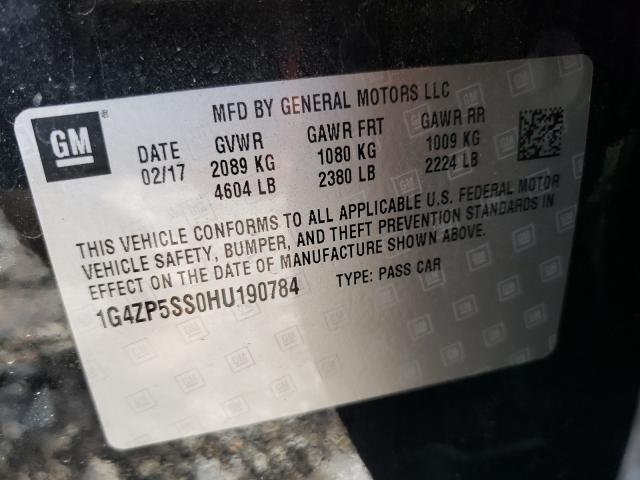 GM
®
MFD BY GENERAL MOTORS LLC
DATE GVWR GAWR FRT GAWR RR
02/17 2089 KG 1080 KG 1009 KG
4604 LB 2380 LB 2224 LB
THIS VEHICLE CONFORMS TO ALL APPLICABLE U.S. FEDERAL MOTOR
VEHICLE SAFETY, BUMPER, AND THEFT PREVENTION STANDARDS IN
EFFECT ON THE DATE OF MANUFACTURE SHOWN ABOVE.
1G4ZP5SS0HU190784 TYPE: PASS CAR